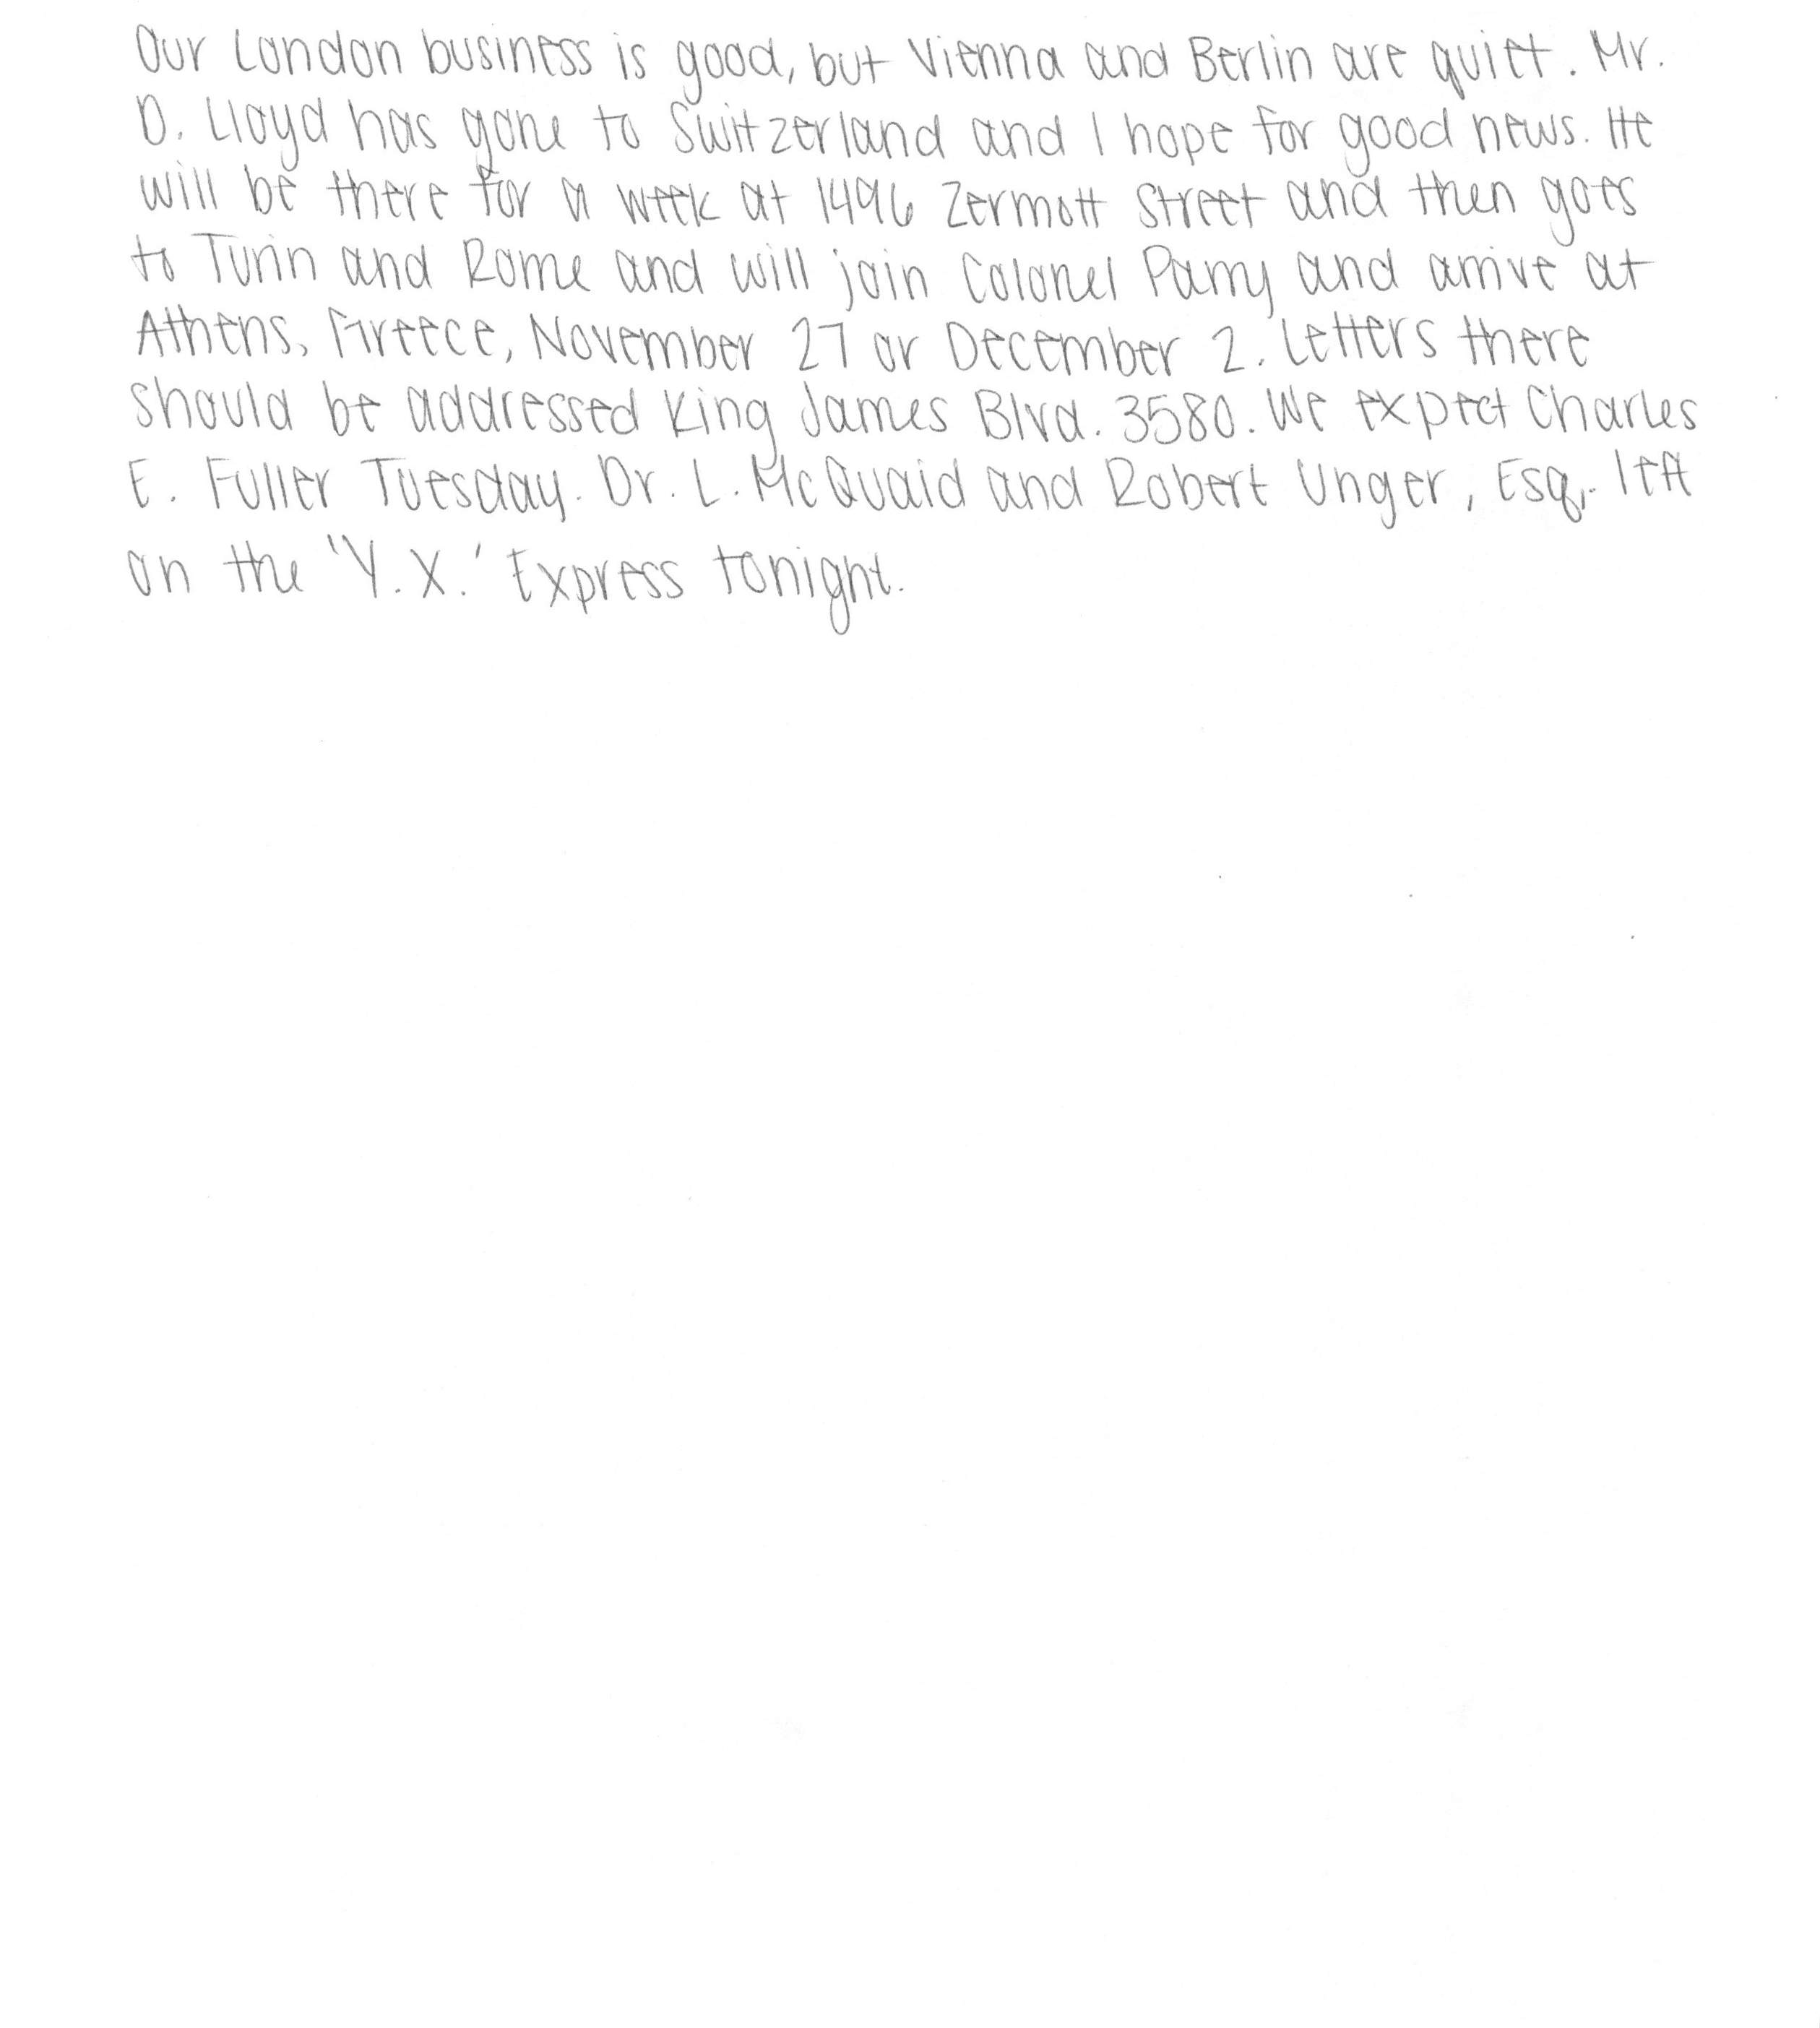 Our London business is good, but Vienna and Berlin are quiet. Mr.
D. Lloyd has gone to Switzerland and I hope for good news. He
will be there for a week at 1496 Zermott Street and then goes
to Turin and Rome and will join Colonel Parry and arrive at
Athens, Greece, November 27 or December 2. Letters there
should be addressed King James Blvd. 3580. We expect Charles
E. Fuller Tuesday. Dr. L. McQuaid and Robert Unger, Esq. left
on the 'Y.X.' Express tonight.